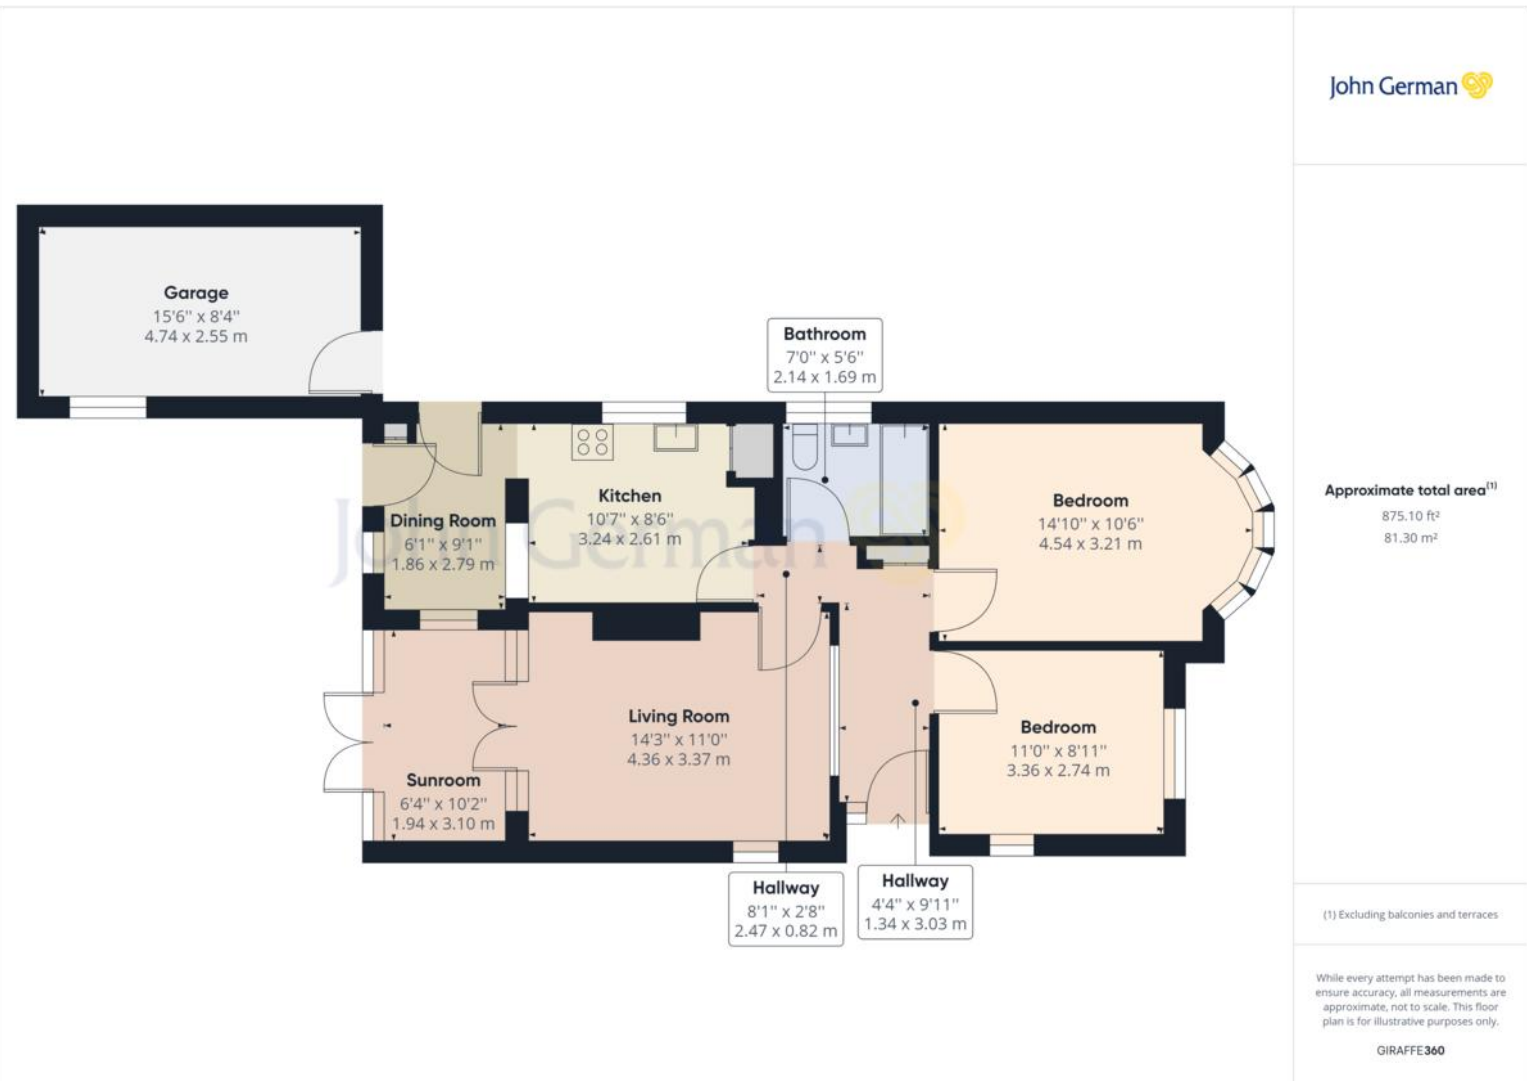 John German
Garage
15'6" x 8'4"
4.74 x 2.55 m
Bathroom
7'0" x 5'6"
2.14 x 1.69 m
Kitchen
10'7" x 8'6"
3.24 x 2.61 m
Dining Room
6'1" x 9'1"
1.86 x 2.79 m
Bedroom
14'10" x 10'6"
4.54 x 3.21 m
Living Room
14'3" x 11'0"
4.36 x 3.37 m
Sunroom
6'4" x 10'2"
1.94 x 3.10 m
Bedroom
11'0" x 8'11"
3.36 x 2.74 m
Hallway
8'1" x 2'8"
2.47 x 0.82 m
Hallway
4'4" x 9'11"
1.34 x 3.03 m
John German
Approximate total area(1)
875.10 ft²
81.30 m²
(1) Excluding balconies and terraces
While every attempt has been made to
ensure accuracy, all measurements are
approximate, not to scale. This floor
plan is for illustrative purposes only.
GIRAFFE360